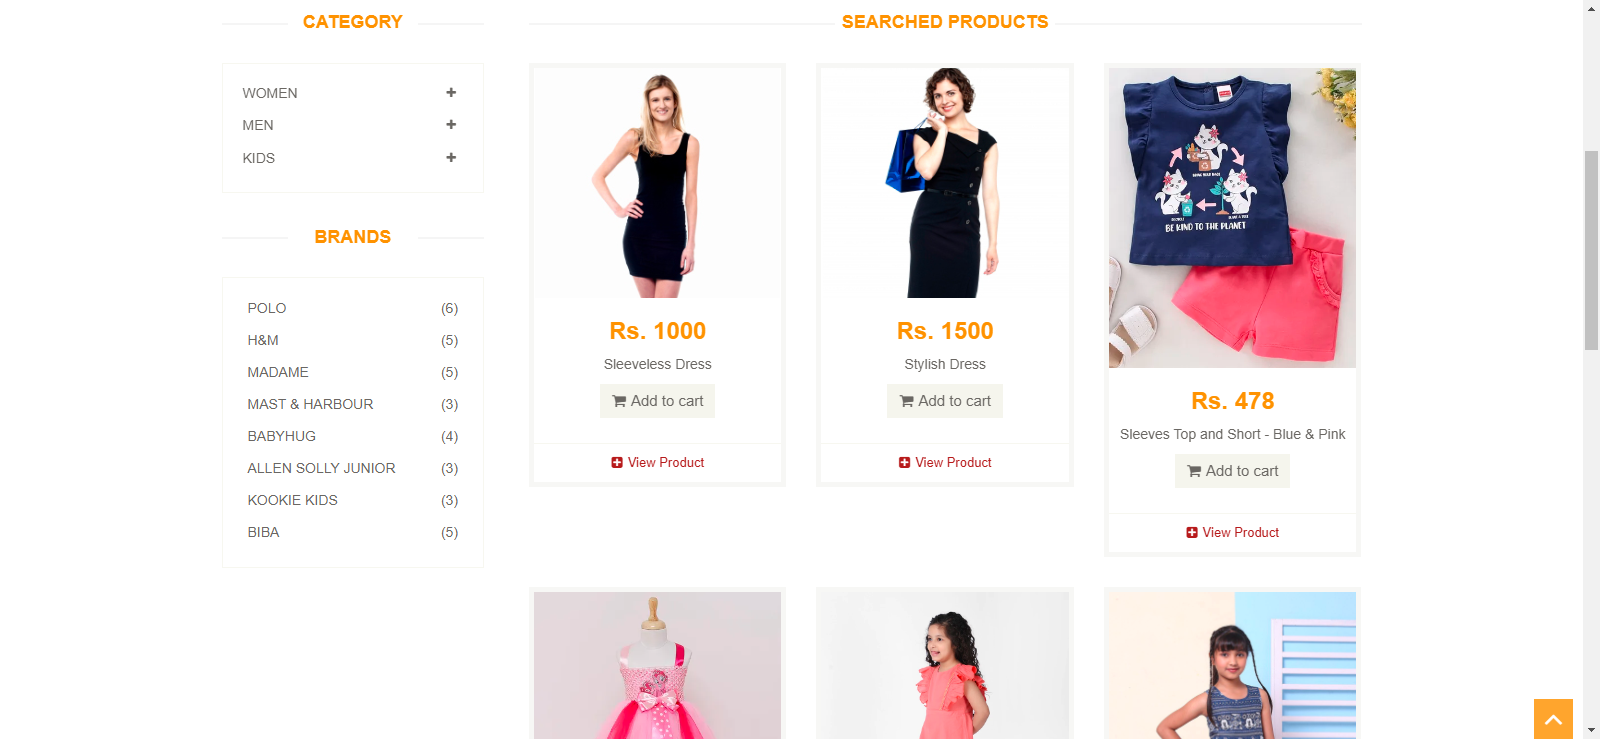 CATEGORY
WOMEN
MEN
KIDS
BRANDS
POLO (6)
H&M (5)
MADAME (5)
MAST & HARBOUR (3)
BABYHUG (4)
ALLEN SOLLY JUNIOR (3)
KOOKIE KIDS (3)
BIBA (5)
SEARCHED PRODUCTS
Rs. 1000
Sleeveless Dress
Add to cart
View Product
Rs. 1500
Stylish Dress
Add to cart
View Product
BE KIND TO THE PLANET
Rs. 478
Sleeves Top and Short - Blue & Pink
Add to cart
View Product